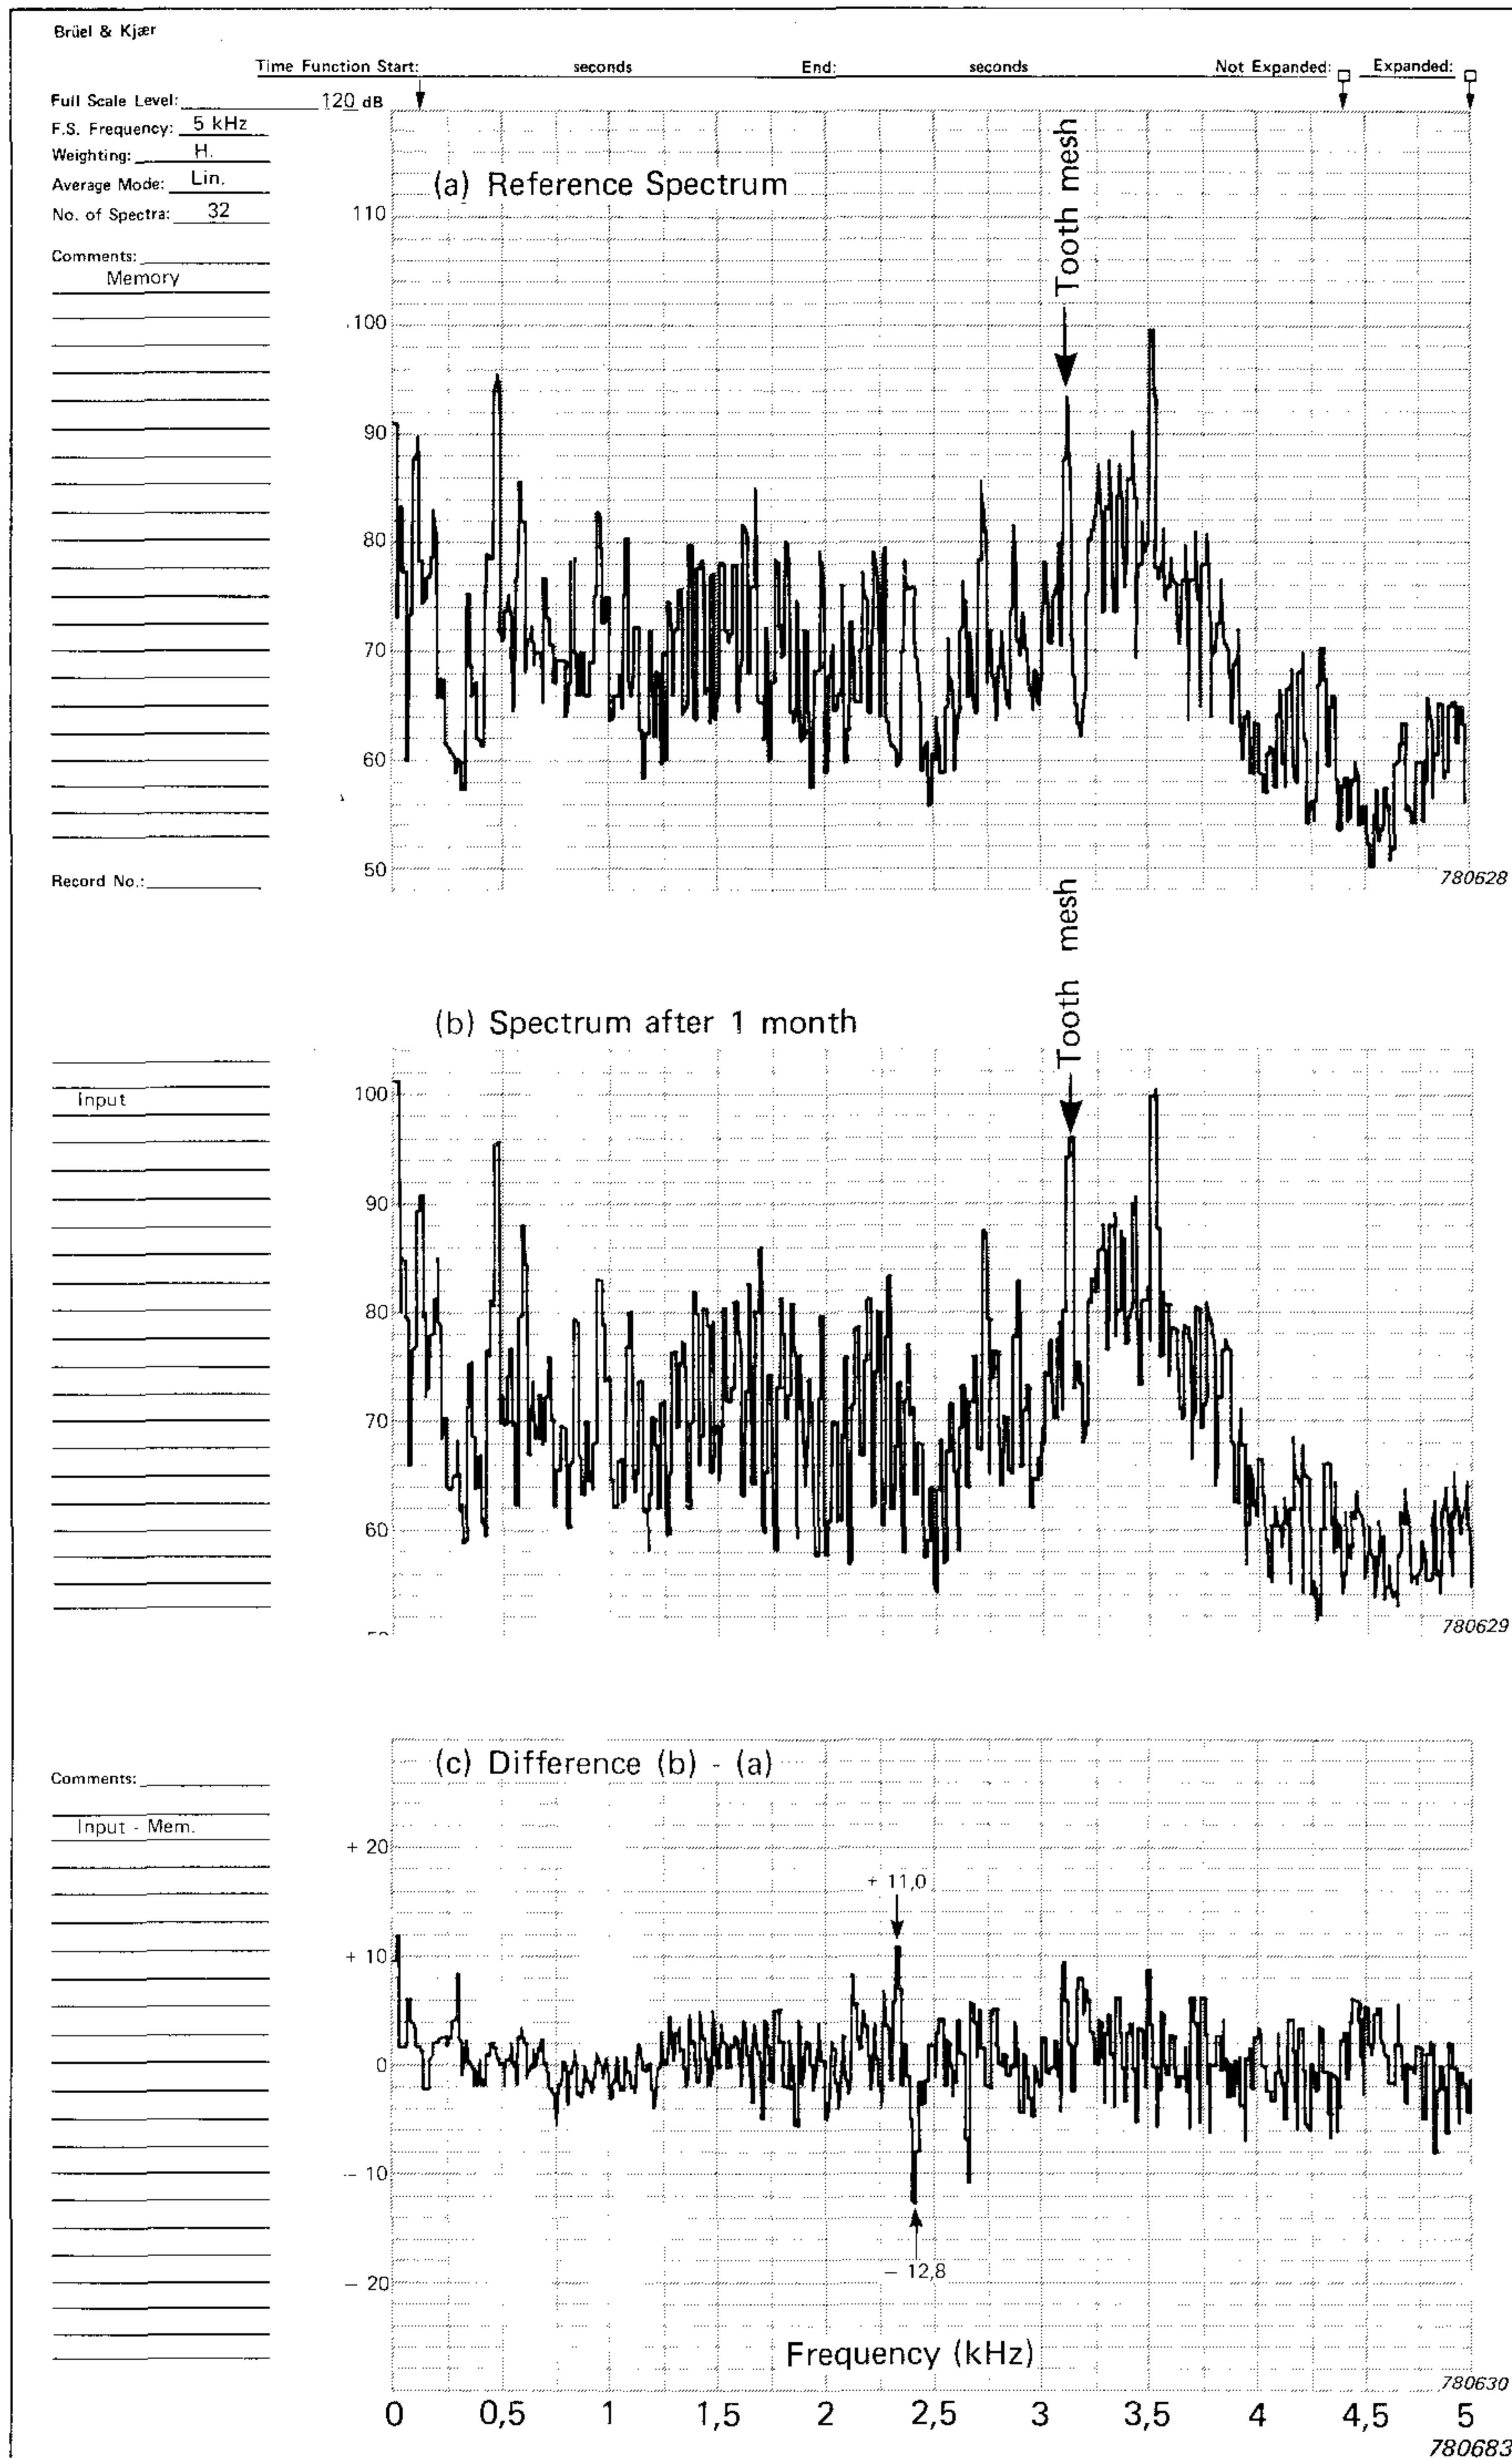 Brüel & Kjær
Time Function Start: seconds End: seconds Not Expanded: Expanded:
Full Scale Level: 120 dB
F.S. Frequency: 5 kHz
Weighting: H.
Average Mode: Lin.
No. of Spectra: 32
Comments:
Memory
Record No.:
(a) Reference Spectrum
Tooth mesh
110
100
90
80
70
60
50
780628
(b) Spectrum after 1 month
Tooth mesh
Input
100
90
80
70
60
50
780629
(c) Difference (b) - (a)
Comments:
Input - Mem.
+ 20
+ 11,0
+ 10
0
- 10
- 12,8
- 20
Frequency (kHz)
780630
0 0,5 1 1,5 2 2,5 3 3,5 4 4,5 5
780683